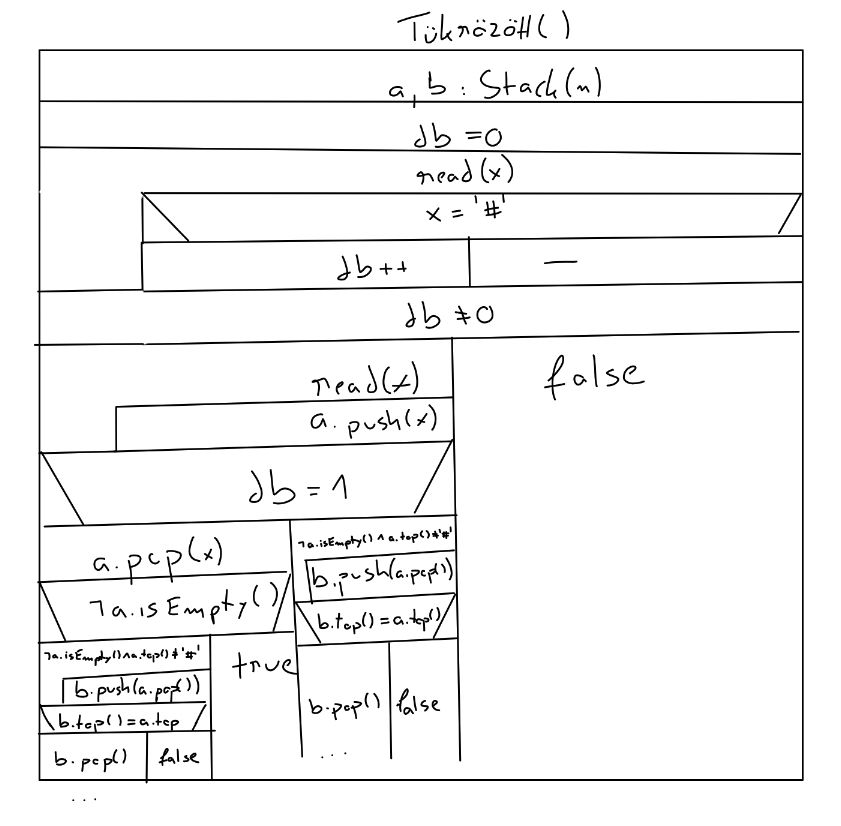 Tükrözött()
a, b : Stack(n)
db = 0
read(x)
x = '#'
db++ —
db ≠ 0
read(x)
false
a.push(x)
db = 1
a.pop(x)
¬a.isEmpty() ∧ a.top() ≠ '#'
b.push(a.pop())
¬a.isEmpty()
b.top() = a.top()
¬a.isEmpty() ∧ a.top() ≠ '#'
true
b.push(a.pop())
b.pop() false
b.top() = a.top
b.pop() false
...
...